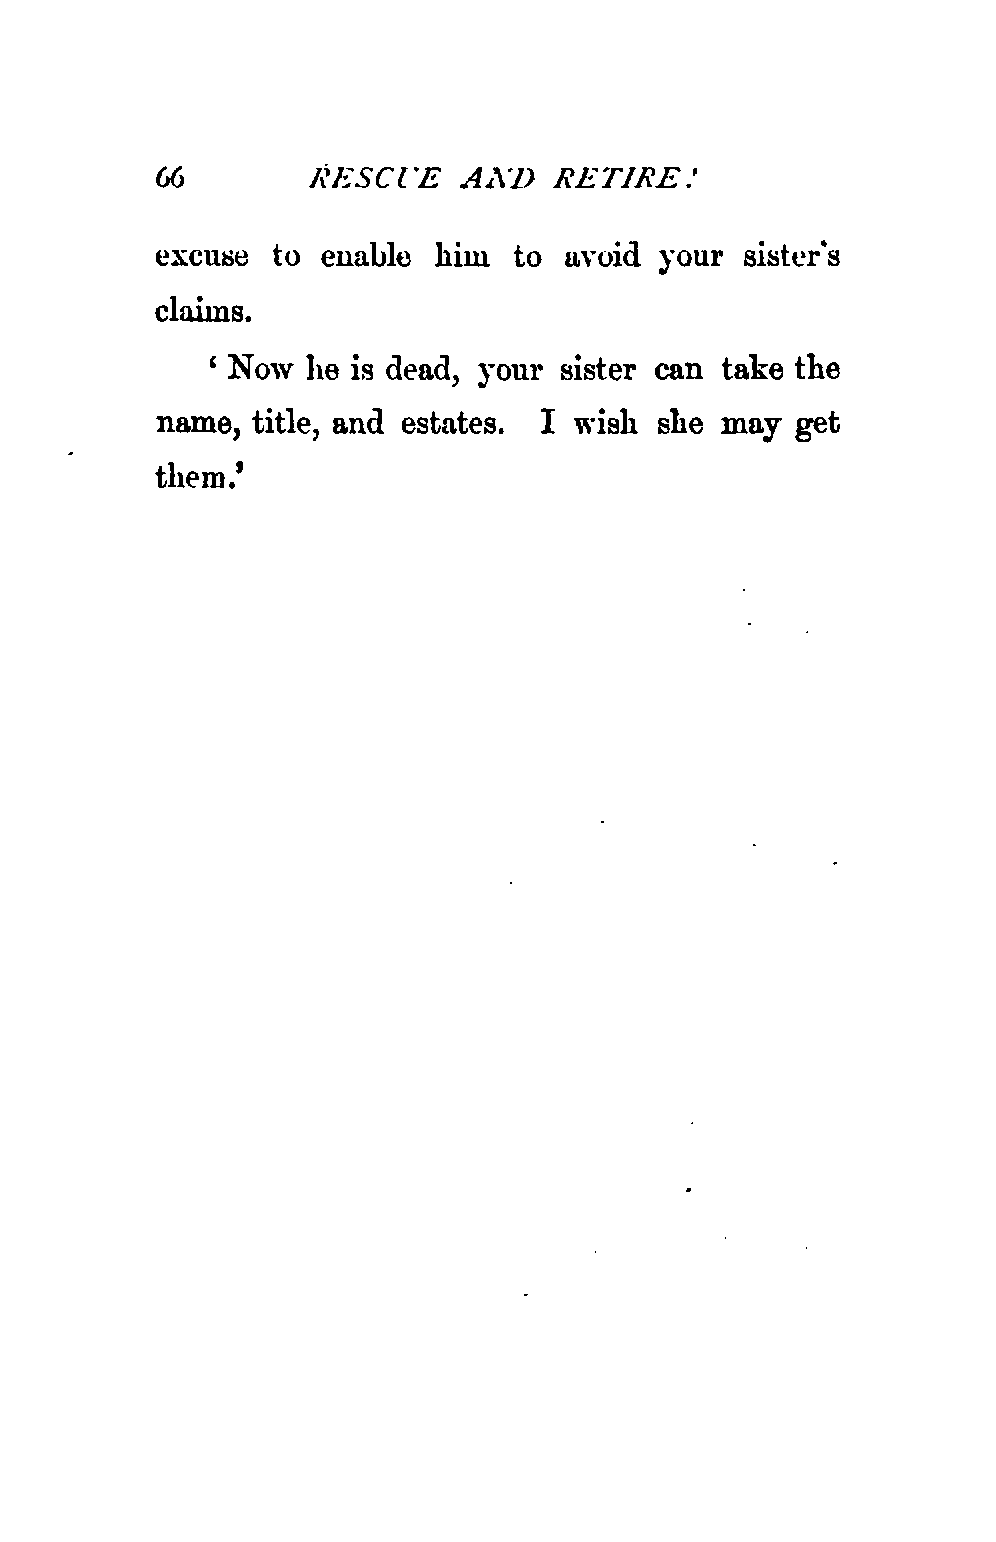 66 RESCUE AND RETIRE!
excuse to enable him to avoid your sister's
claims.
‘ Now he is dead, your sister can take the
name, title, and estates. I wish she may get
them.’